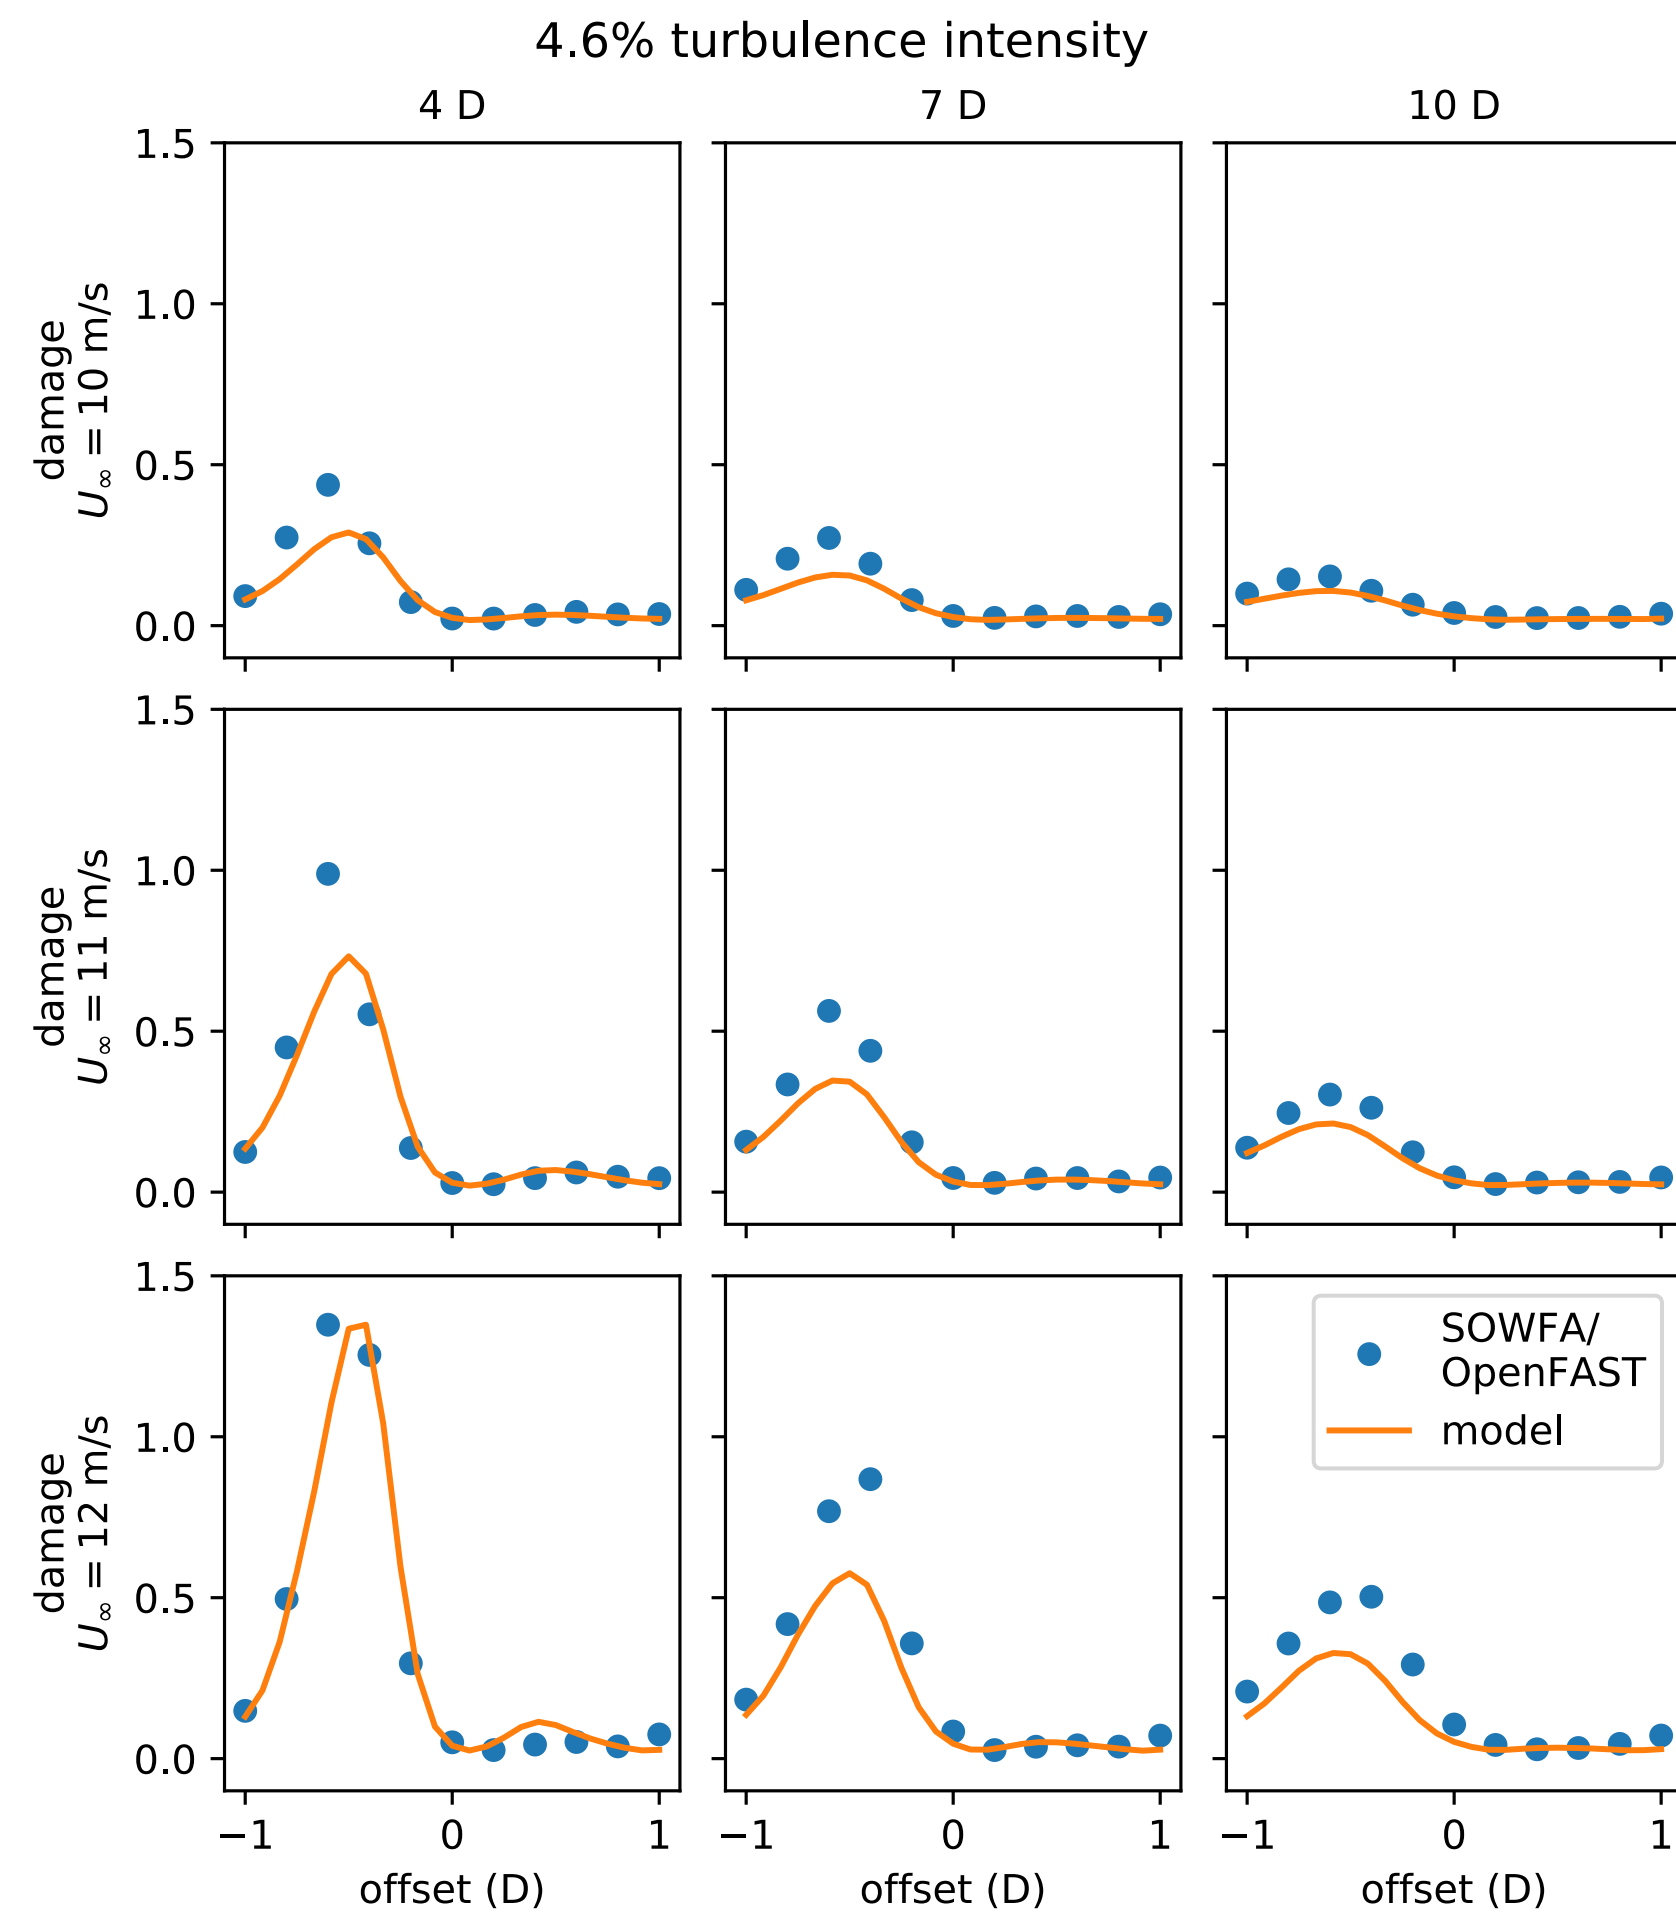 4.6% turbulence intensity
4 D
7 D
10 D
1.5
1.0
0.5
0.0
damage
U∞ = 10 m/s
1.5
1.0
0.5
0.0
damage
U∞ = 11 m/s
1.5
1.0
0.5
0.0
damage
U∞ = 12 m/s
SOWFA/
OpenFAST
model
−1 0 1
−1 0 1
−1 0 1
offset (D)
offset (D)
offset (D)